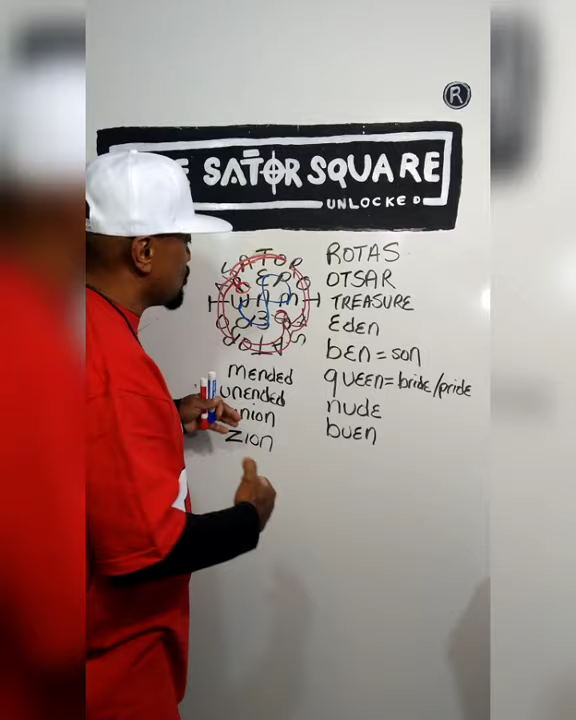 R
SATOR SQUARE
UNLOCKED
ROTAS
OTSAR
TREASURE
Eden
ben = son
queen = bride/pride
nude
buen
mended
unended
zion